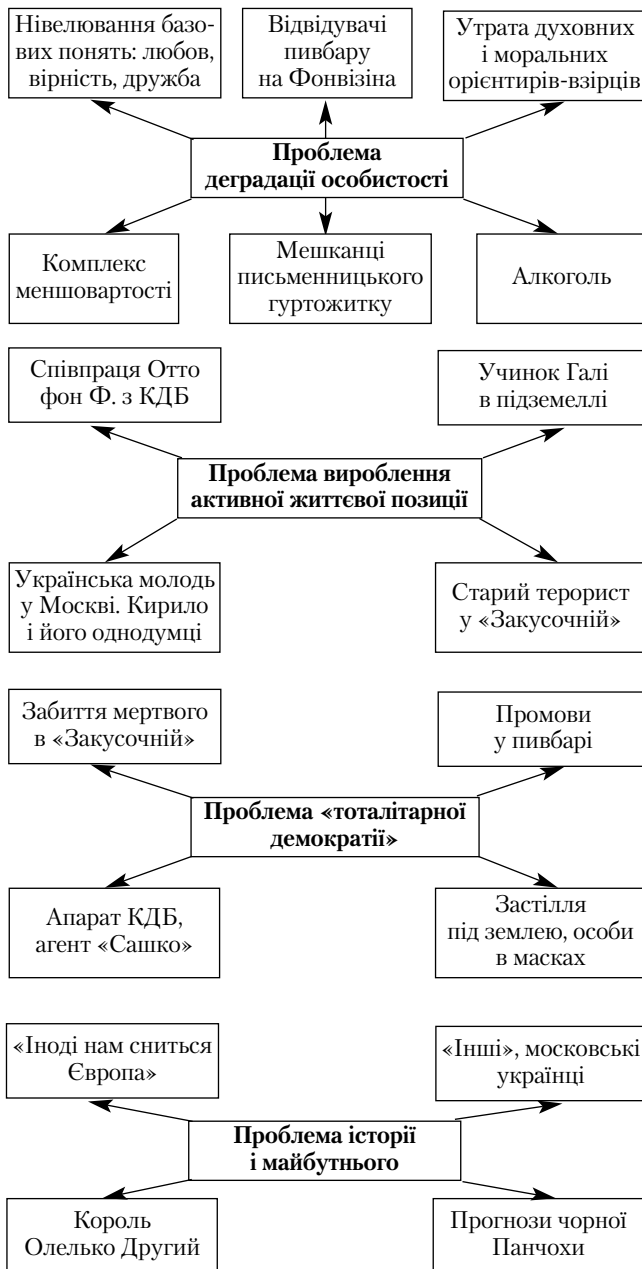 Нівелювання базо-
вих понять: любов,
вірність, дружба
Відвідувачі
пивбару
на Фонвізіна
Утрата духовних
і моральних
орієнтирів-взірців
Проблема
деградації особистості
Комплекс
меншовартості
Мешканці
письменницького
гуртожитку
Алкоголь
Співпраця Отто
фон Ф. з КДБ
Учинок Галі
в підземеллі
Проблема вироблення
активної життєвої позиції
Українська молодь
у Москві. Кирило
і його однодумці
Старий терорист
у «Закусочній»
Забиття мертвого
в «Закусочній»
Промови
у пивбарі
Проблема «тоталітарної
демократії»
Апарат КДБ,
агент «Сашко»
Застілля
під землею, особи
в масках
«Іноді нам сниться
Європа»
«Інші», московські
українці
Проблема історії
і майбутнього
Король
Олелько Другий
Прогнози чорної
Панчохи